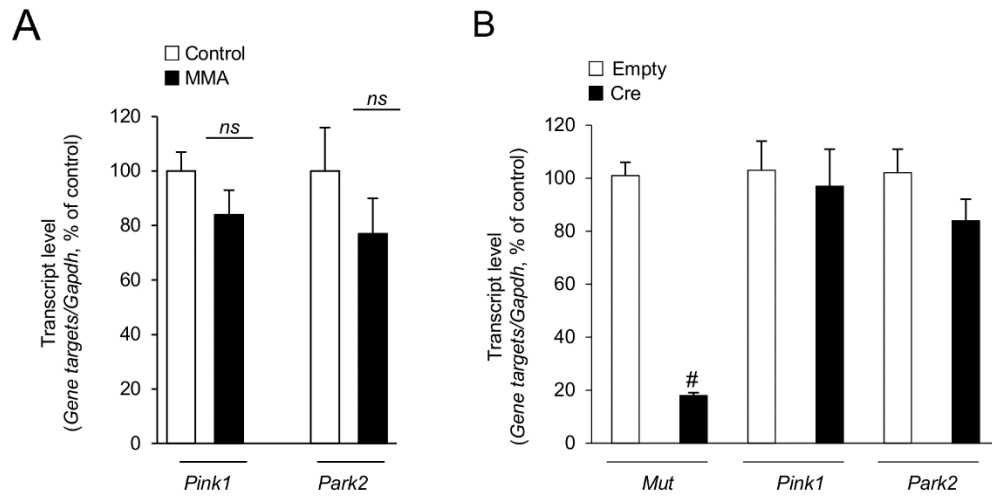 A
Control
MMA
ns
ns
120
100
80
60
40
20
0
Transcript level
(Gene targets/Gapdh, % of control)
Pink1
Park2
B
Empty
Cre
120
100
80
60
40
20
0
Transcript level
(Gene targets/Gapdh, % of control)
#
Mut
Pink1
Park2